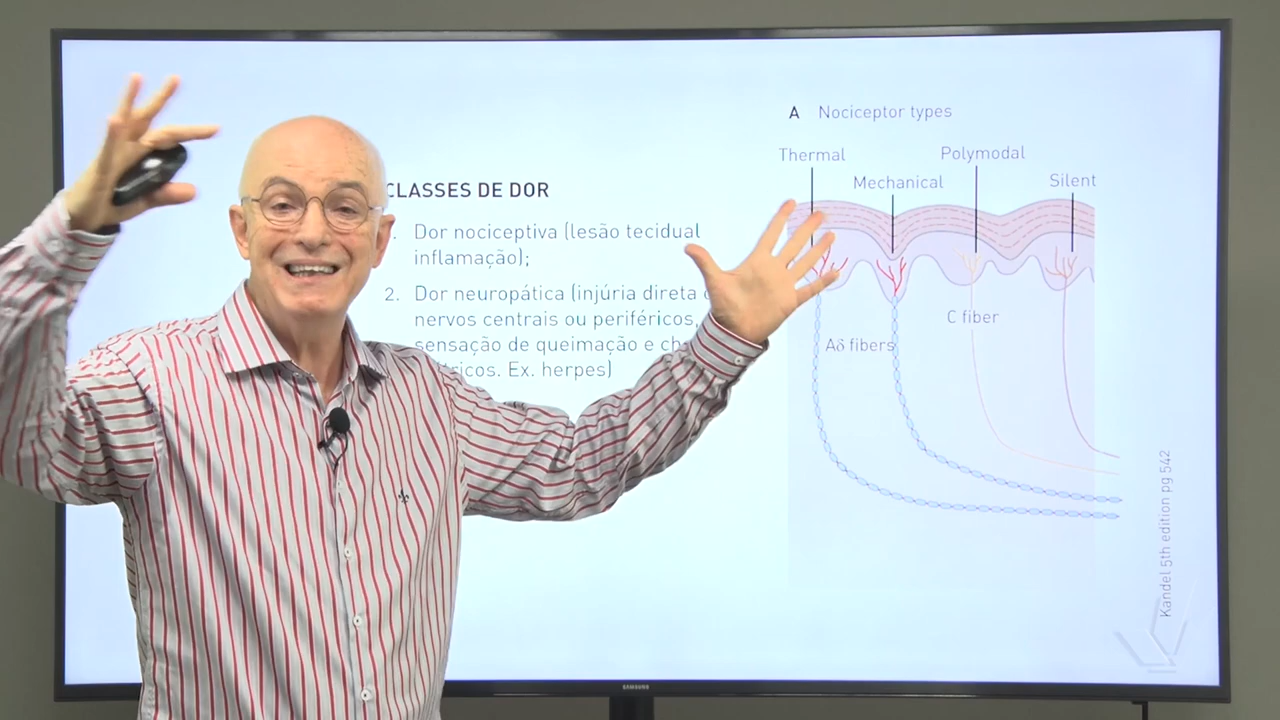 CLASSES DE DOR
Dor nociceptiva (lesão tecidual
inflamação);
2. Dor neuropática (injúria direta
nervos centrais ou periféricos,
sensação de queimação e
Ex. herpes)
A Nociceptor types
Thermal
Polymodal
Mechanical
Silent
C fiber
Aδ fibers
Kandel 5th edition pg 542
SAMSUNG